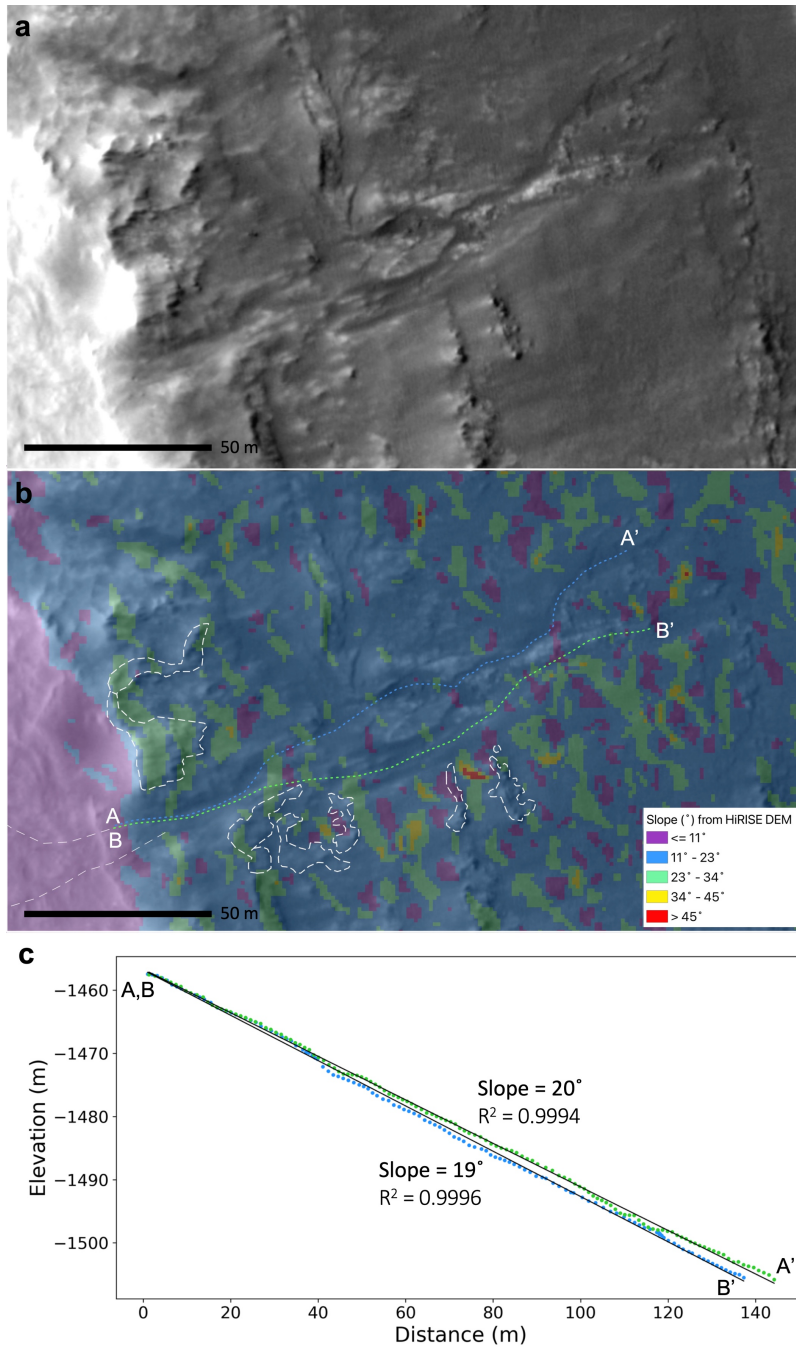 a
50 m
b
A'
B'
A
B
50 m
Slope (°) from HiRISE DEM
<= 11°
11° - 23°
23° - 34°
34° - 45°
> 45°
c
−1460
−1470
−1480
−1490
−1500
Elevation (m)
A,B
Slope = 20°
R² = 0.9994
Slope = 19°
R² = 0.9996
A'
B'
0 20 40 60 80 100 120 140
Distance (m)